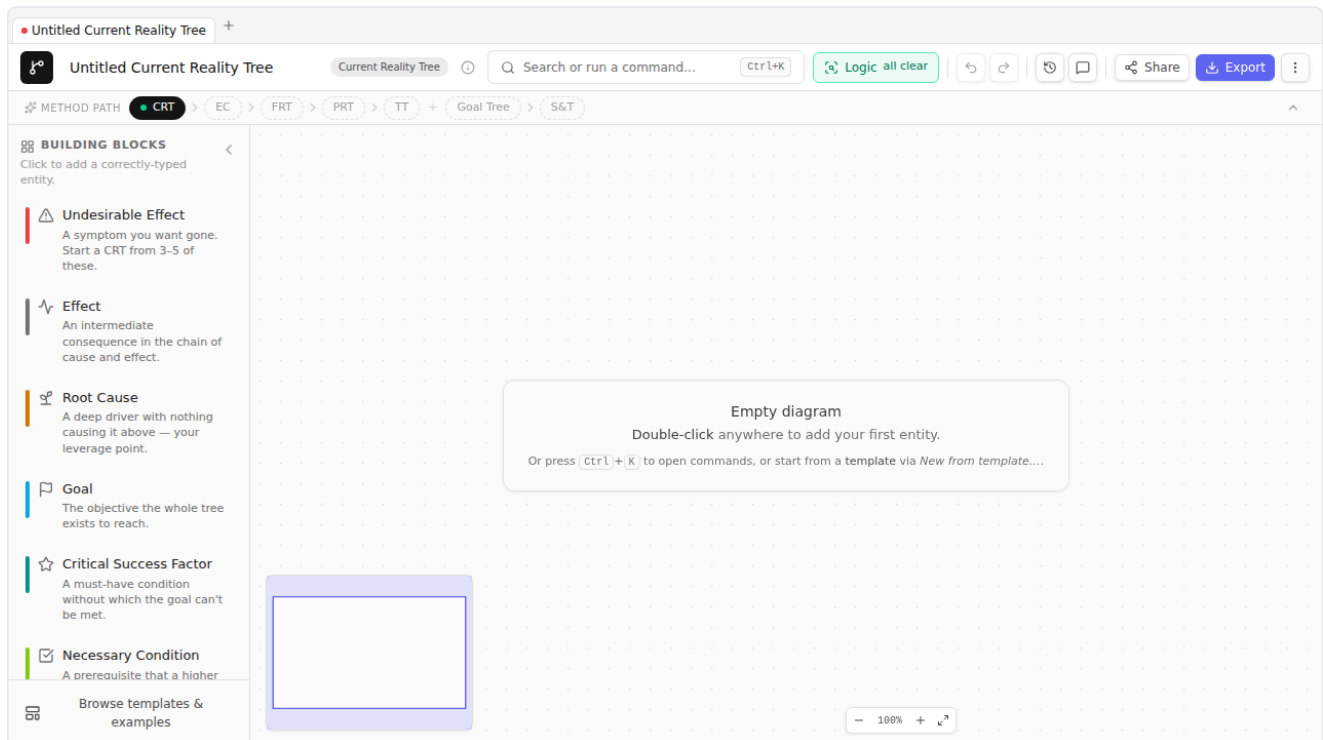 Untitled Current Reality Tree
+
Untitled Current Reality Tree
Current Reality Tree
Search or run a command...
Ctrl+K
Logic all clear
Share
Export
METHOD PATH
CRT
EC
FRT
PRT
TT
+
Goal Tree
S&T
BUILDING BLOCKS
Click to add a correctly-typed
entity.
Undesirable Effect
A symptom you want gone.
Start a CRT from 3–5 of
these.
Effect
An intermediate
consequence in the chain of
cause and effect.
Root Cause
A deep driver with nothing
causing it above — your
leverage point.
Goal
The objective the whole tree
exists to reach.
Critical Success Factor
A must-have condition
without which the goal can't
be met.
Necessary Condition
A prerequisite that a higher
Browse templates &
examples
Empty diagram
Double-click anywhere to add your first entity.
Or press Ctrl+K to open commands, or start from a template via New from template....
− 100% +